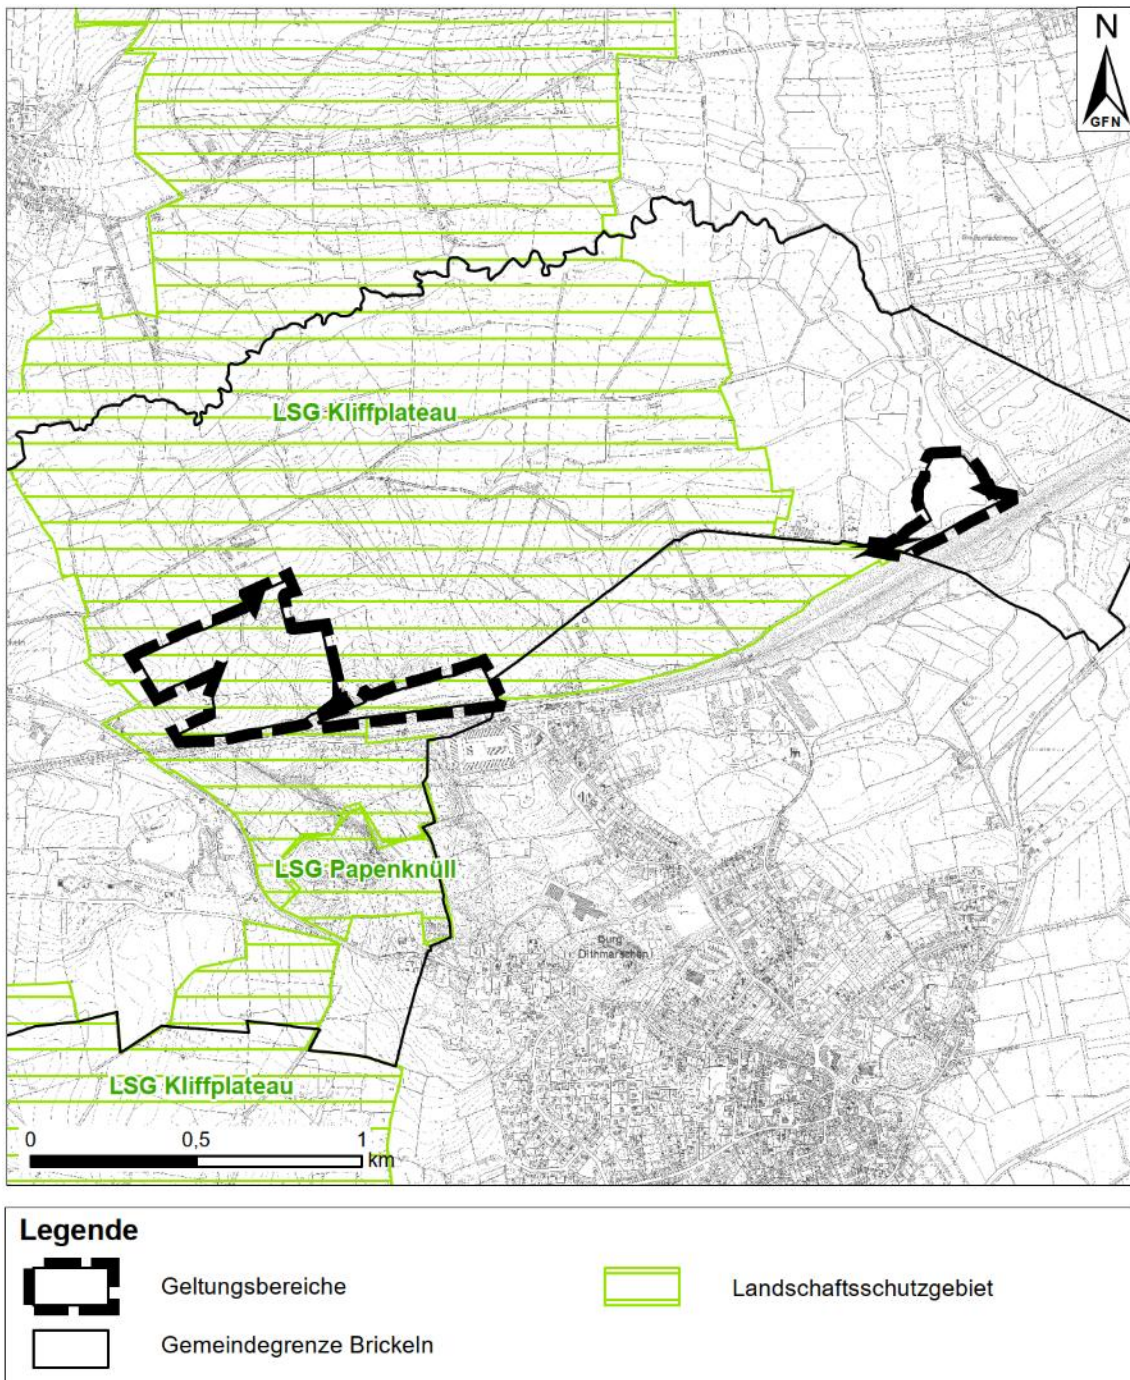 N
GFN
LSG Kliffplateau
LSG Papenknüll
Burg
(Dithmarschen)
LSG Kliffplateau
0 0,5 1
km
Legende
Geltungsbereiche
Landschaftsschutzgebiet
Gemeindegrenze Brickeln